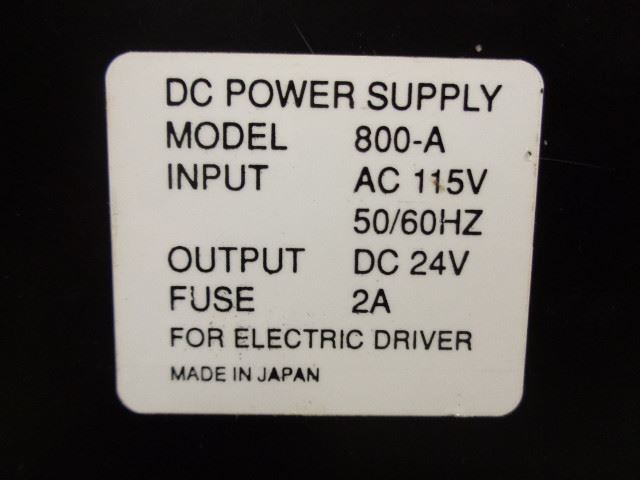 DC POWER SUPPLY
MODEL 800-A
INPUT AC 115V
50/60HZ
OUTPUT DC 24V
FUSE 2A
FOR ELECTRIC DRIVER
MADE IN JAPAN